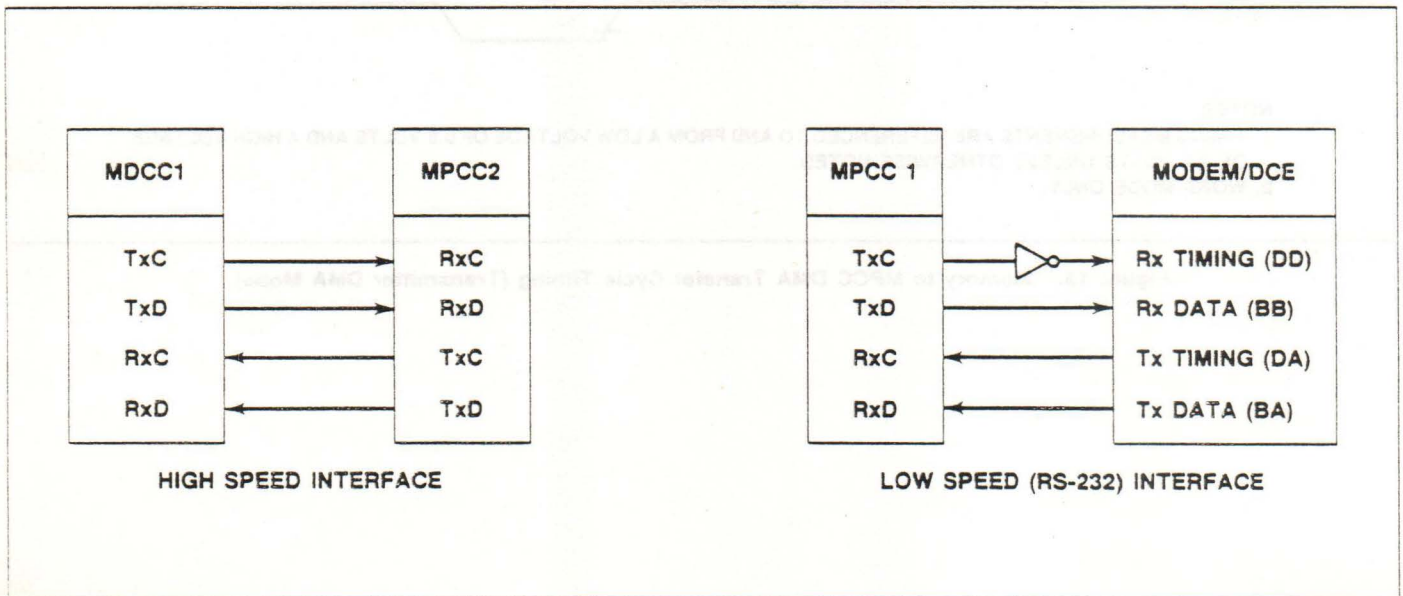 MDCC1
TxC
TxD
RxC
RxD
MPCC2
RxC
RxD
TxC
TxD
HIGH SPEED INTERFACE
MPCC 1
TxC
TxD
RxC
RxD
MODEM/DCE
Rx TIMING (DD)
Rx DATA (BB)
Tx TIMING (DA)
Tx DATA (BA)
LOW SPEED (RS-232) INTERFACE